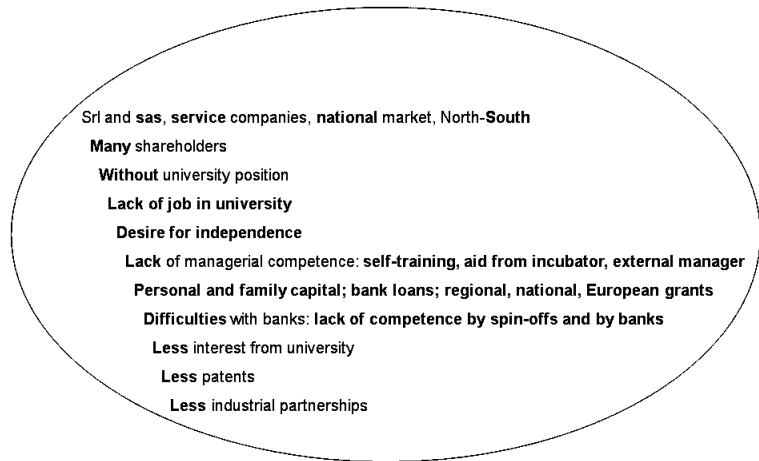 Srl and sas, service companies, national market, North-South
Many shareholders
Without university position
Lack of job in university
Desire for independence
Lack of managerial competence: self-training, aid from incubator, external manager
Personal and family capital; bank loans; regional, national, European grants
Difficulties with banks: lack of competence by spin-offs and by banks
Less interest from university
Less patents
Less industrial partnerships